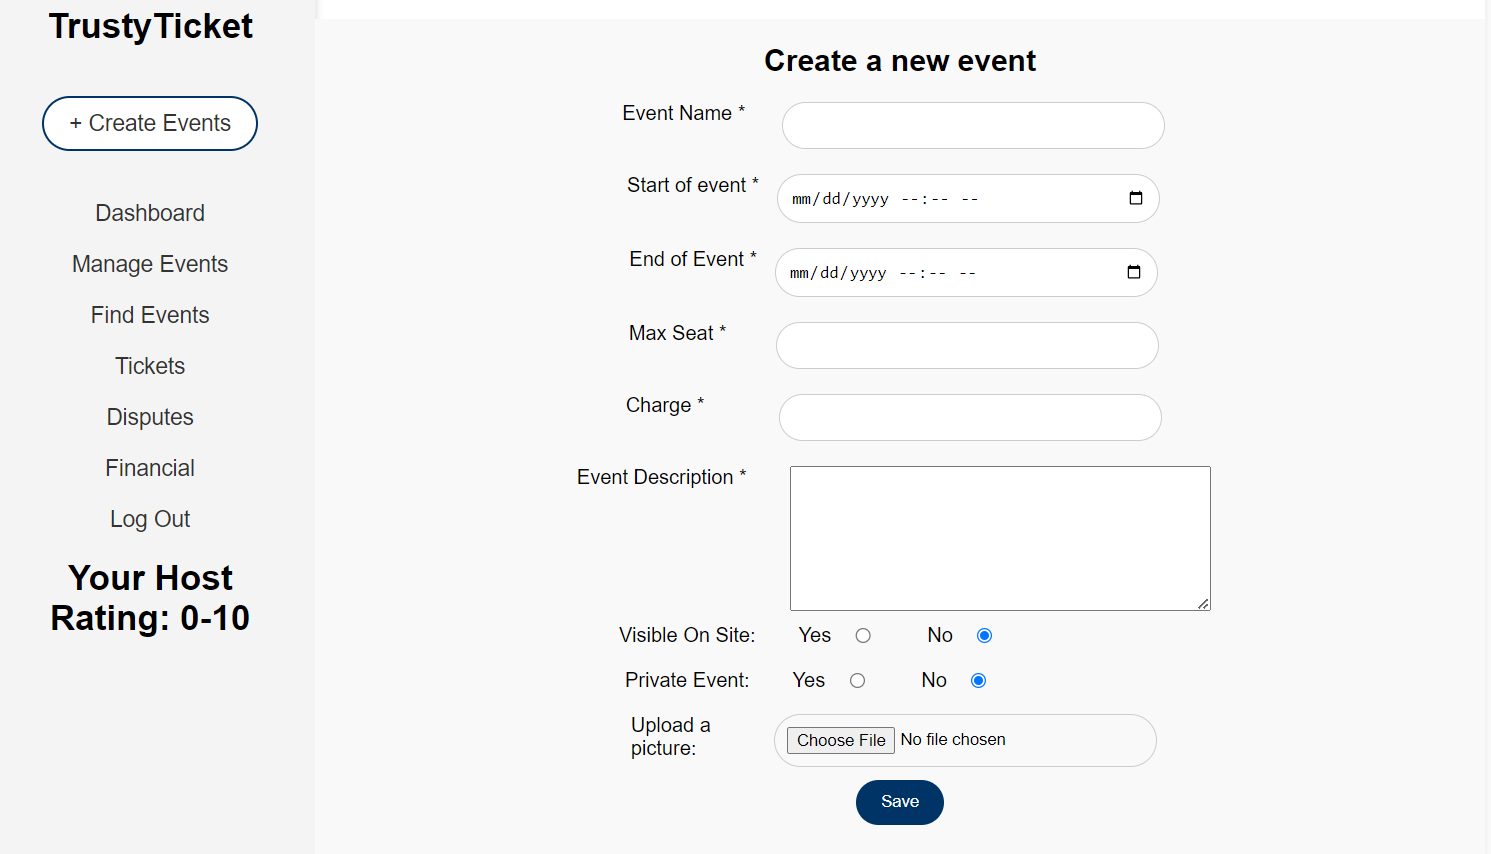 TrustyTicket
+ Create Events
Dashboard
Manage Events
Find Events
Tickets
Disputes
Financial
Log Out
Your Host
Rating: 0-10
Create a new event
Event Name *
Start of event * mm/dd/yyyy --:-- --
End of Event * mm/dd/yyyy --:-- --
Max Seat *
Charge *
Event Description *
Visible On Site: Yes No
Private Event: Yes No
Upload a
picture:
Choose File No file chosen
Save